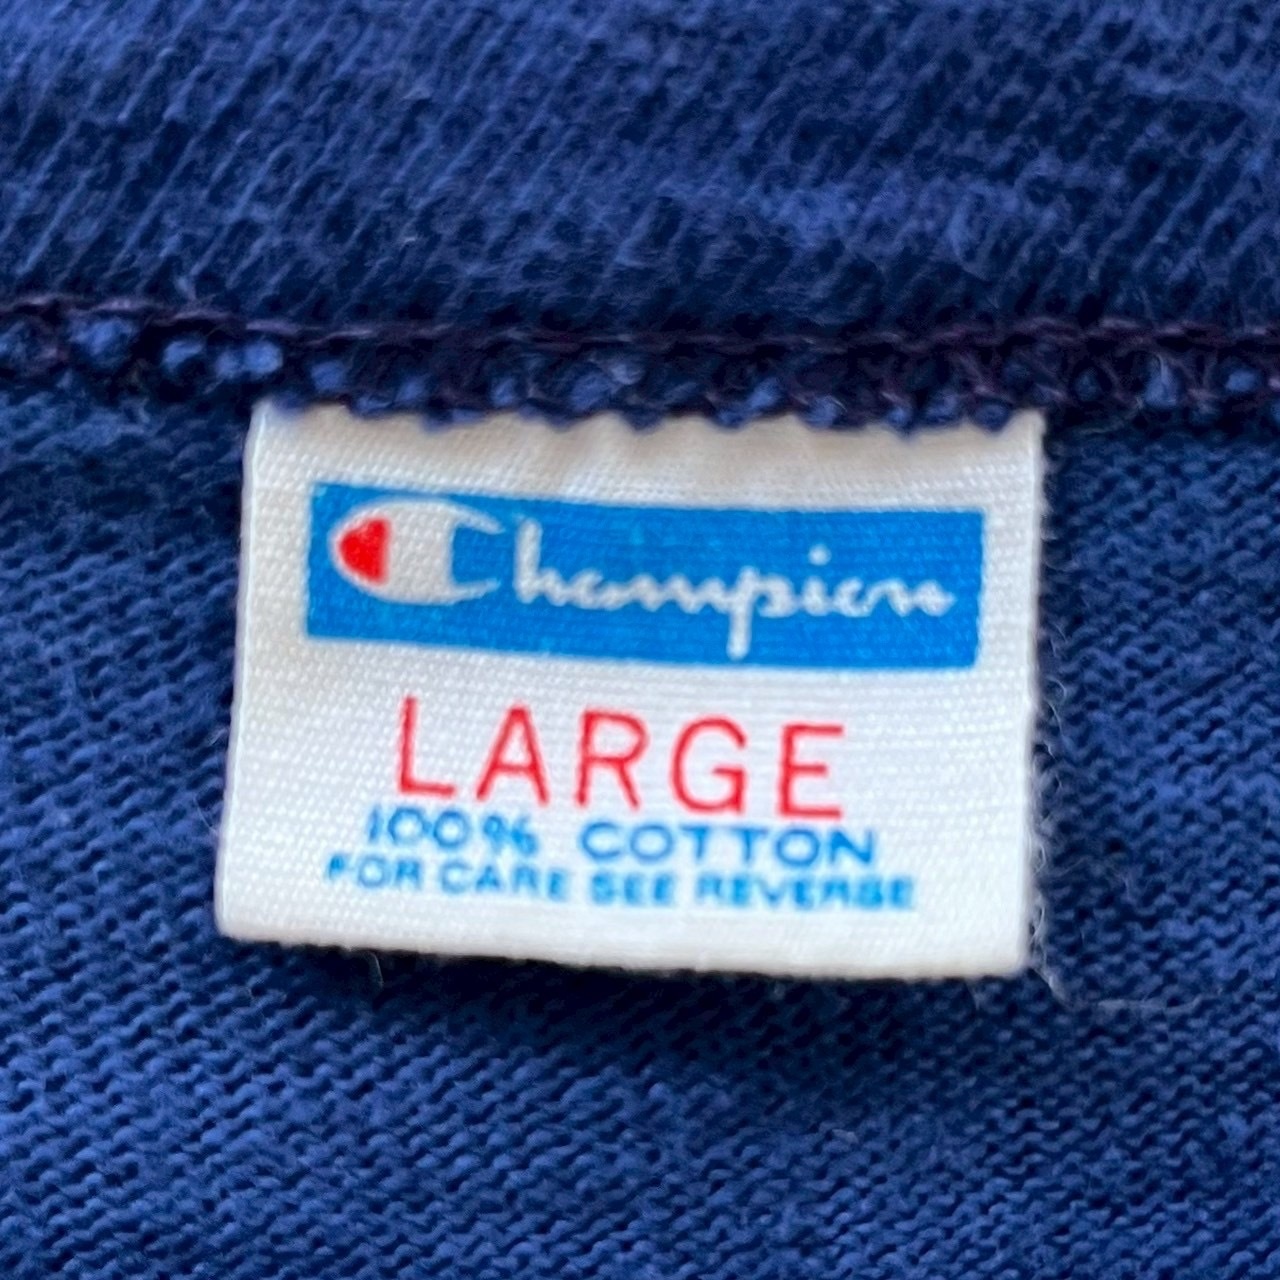 Champion
LARGE
100% COTTON
FOR CARE SEE REVERSE